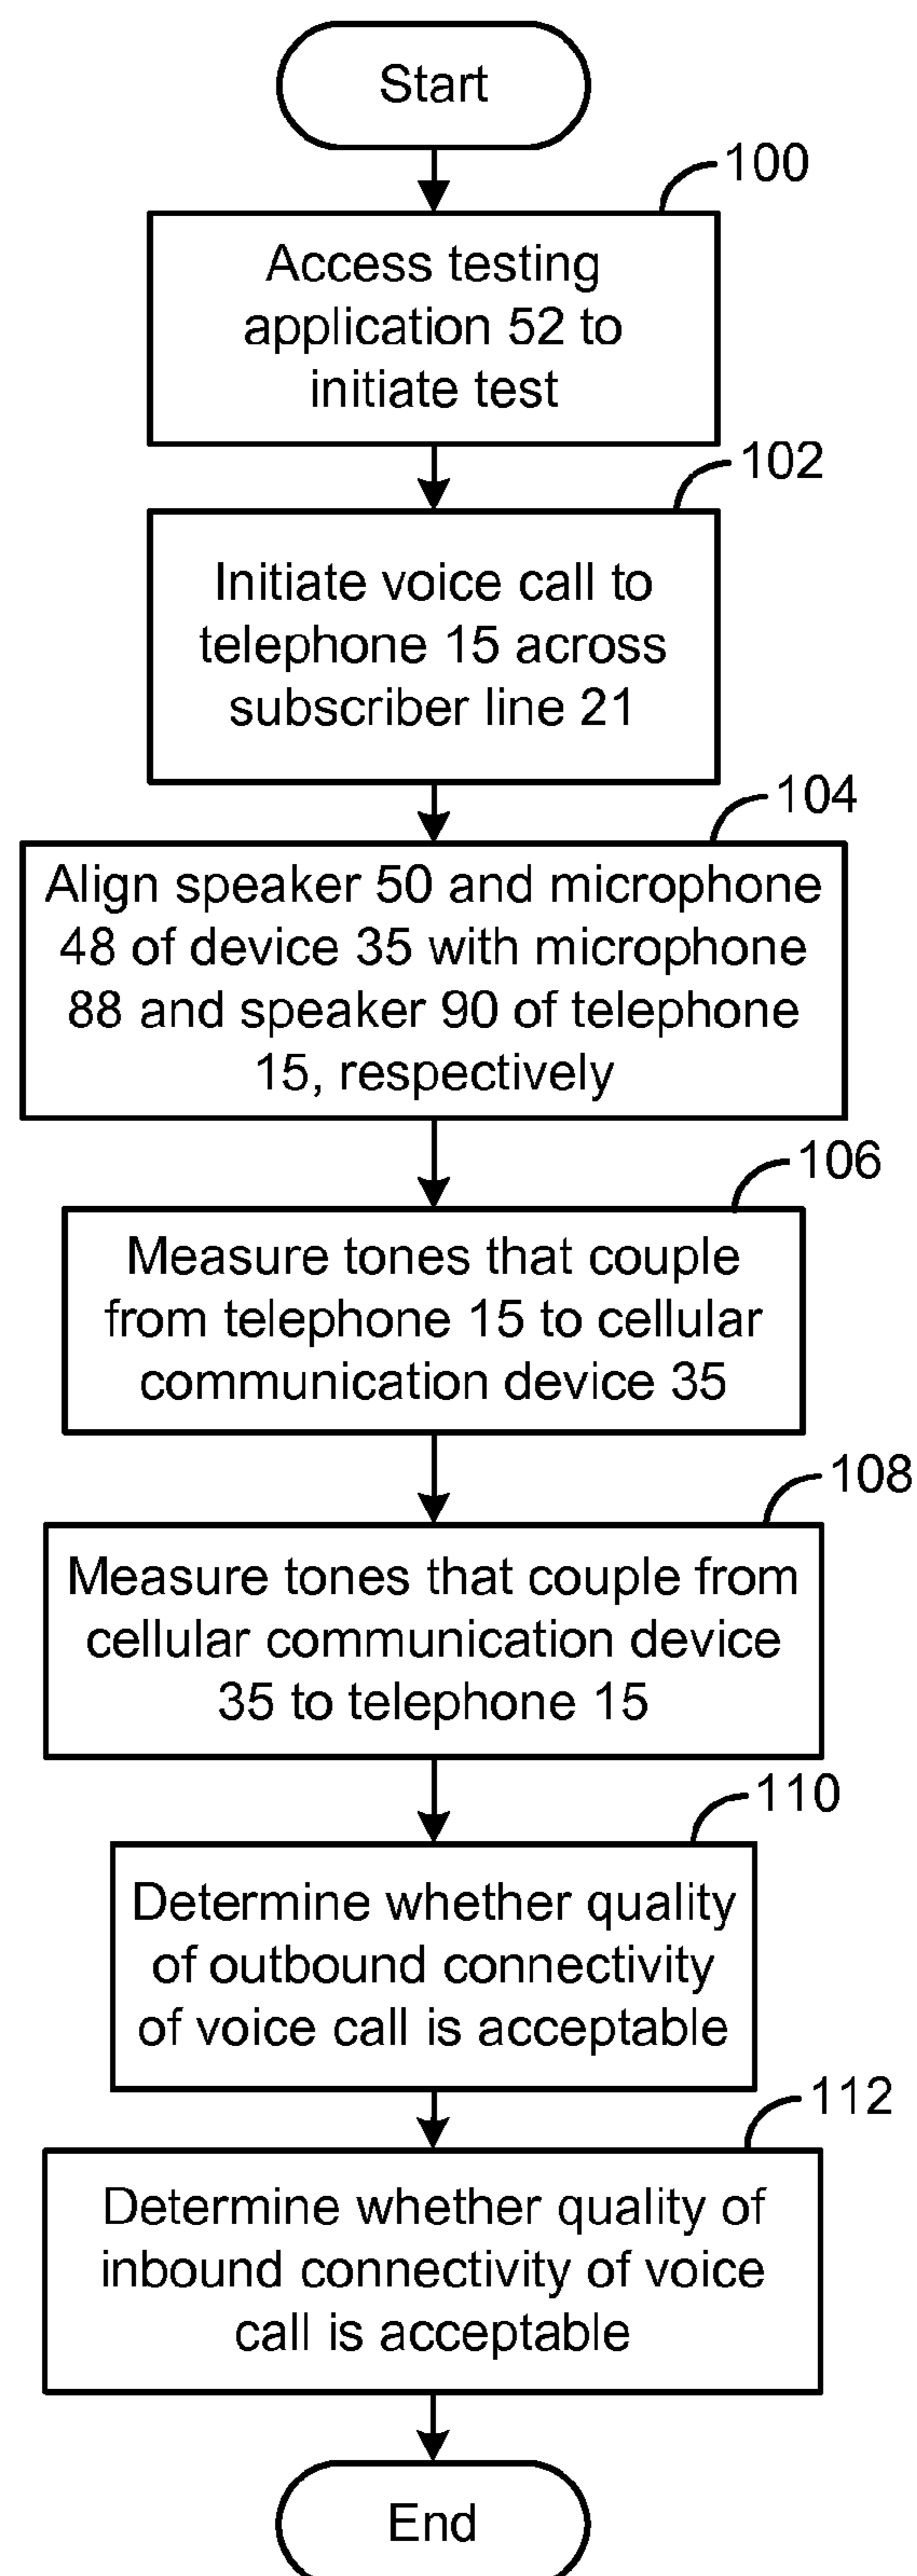 Start
100
Access testing
application 52 to
initiate test
102
Initiate voice call to
telephone 15 across
subscriber line 21
104
Align speaker 50 and microphone
48 of device 35 with microphone
88 and speaker 90 of telephone
15, respectively
106
Measure tones that couple
from telephone 15 to cellular
communication device 35
108
Measure tones that couple from
cellular communication device
35 to telephone 15
110
Determine whether quality
of outbound connectivity
of voice call is acceptable
112
Determine whether quality of
inbound connectivity of voice
call is acceptable
End